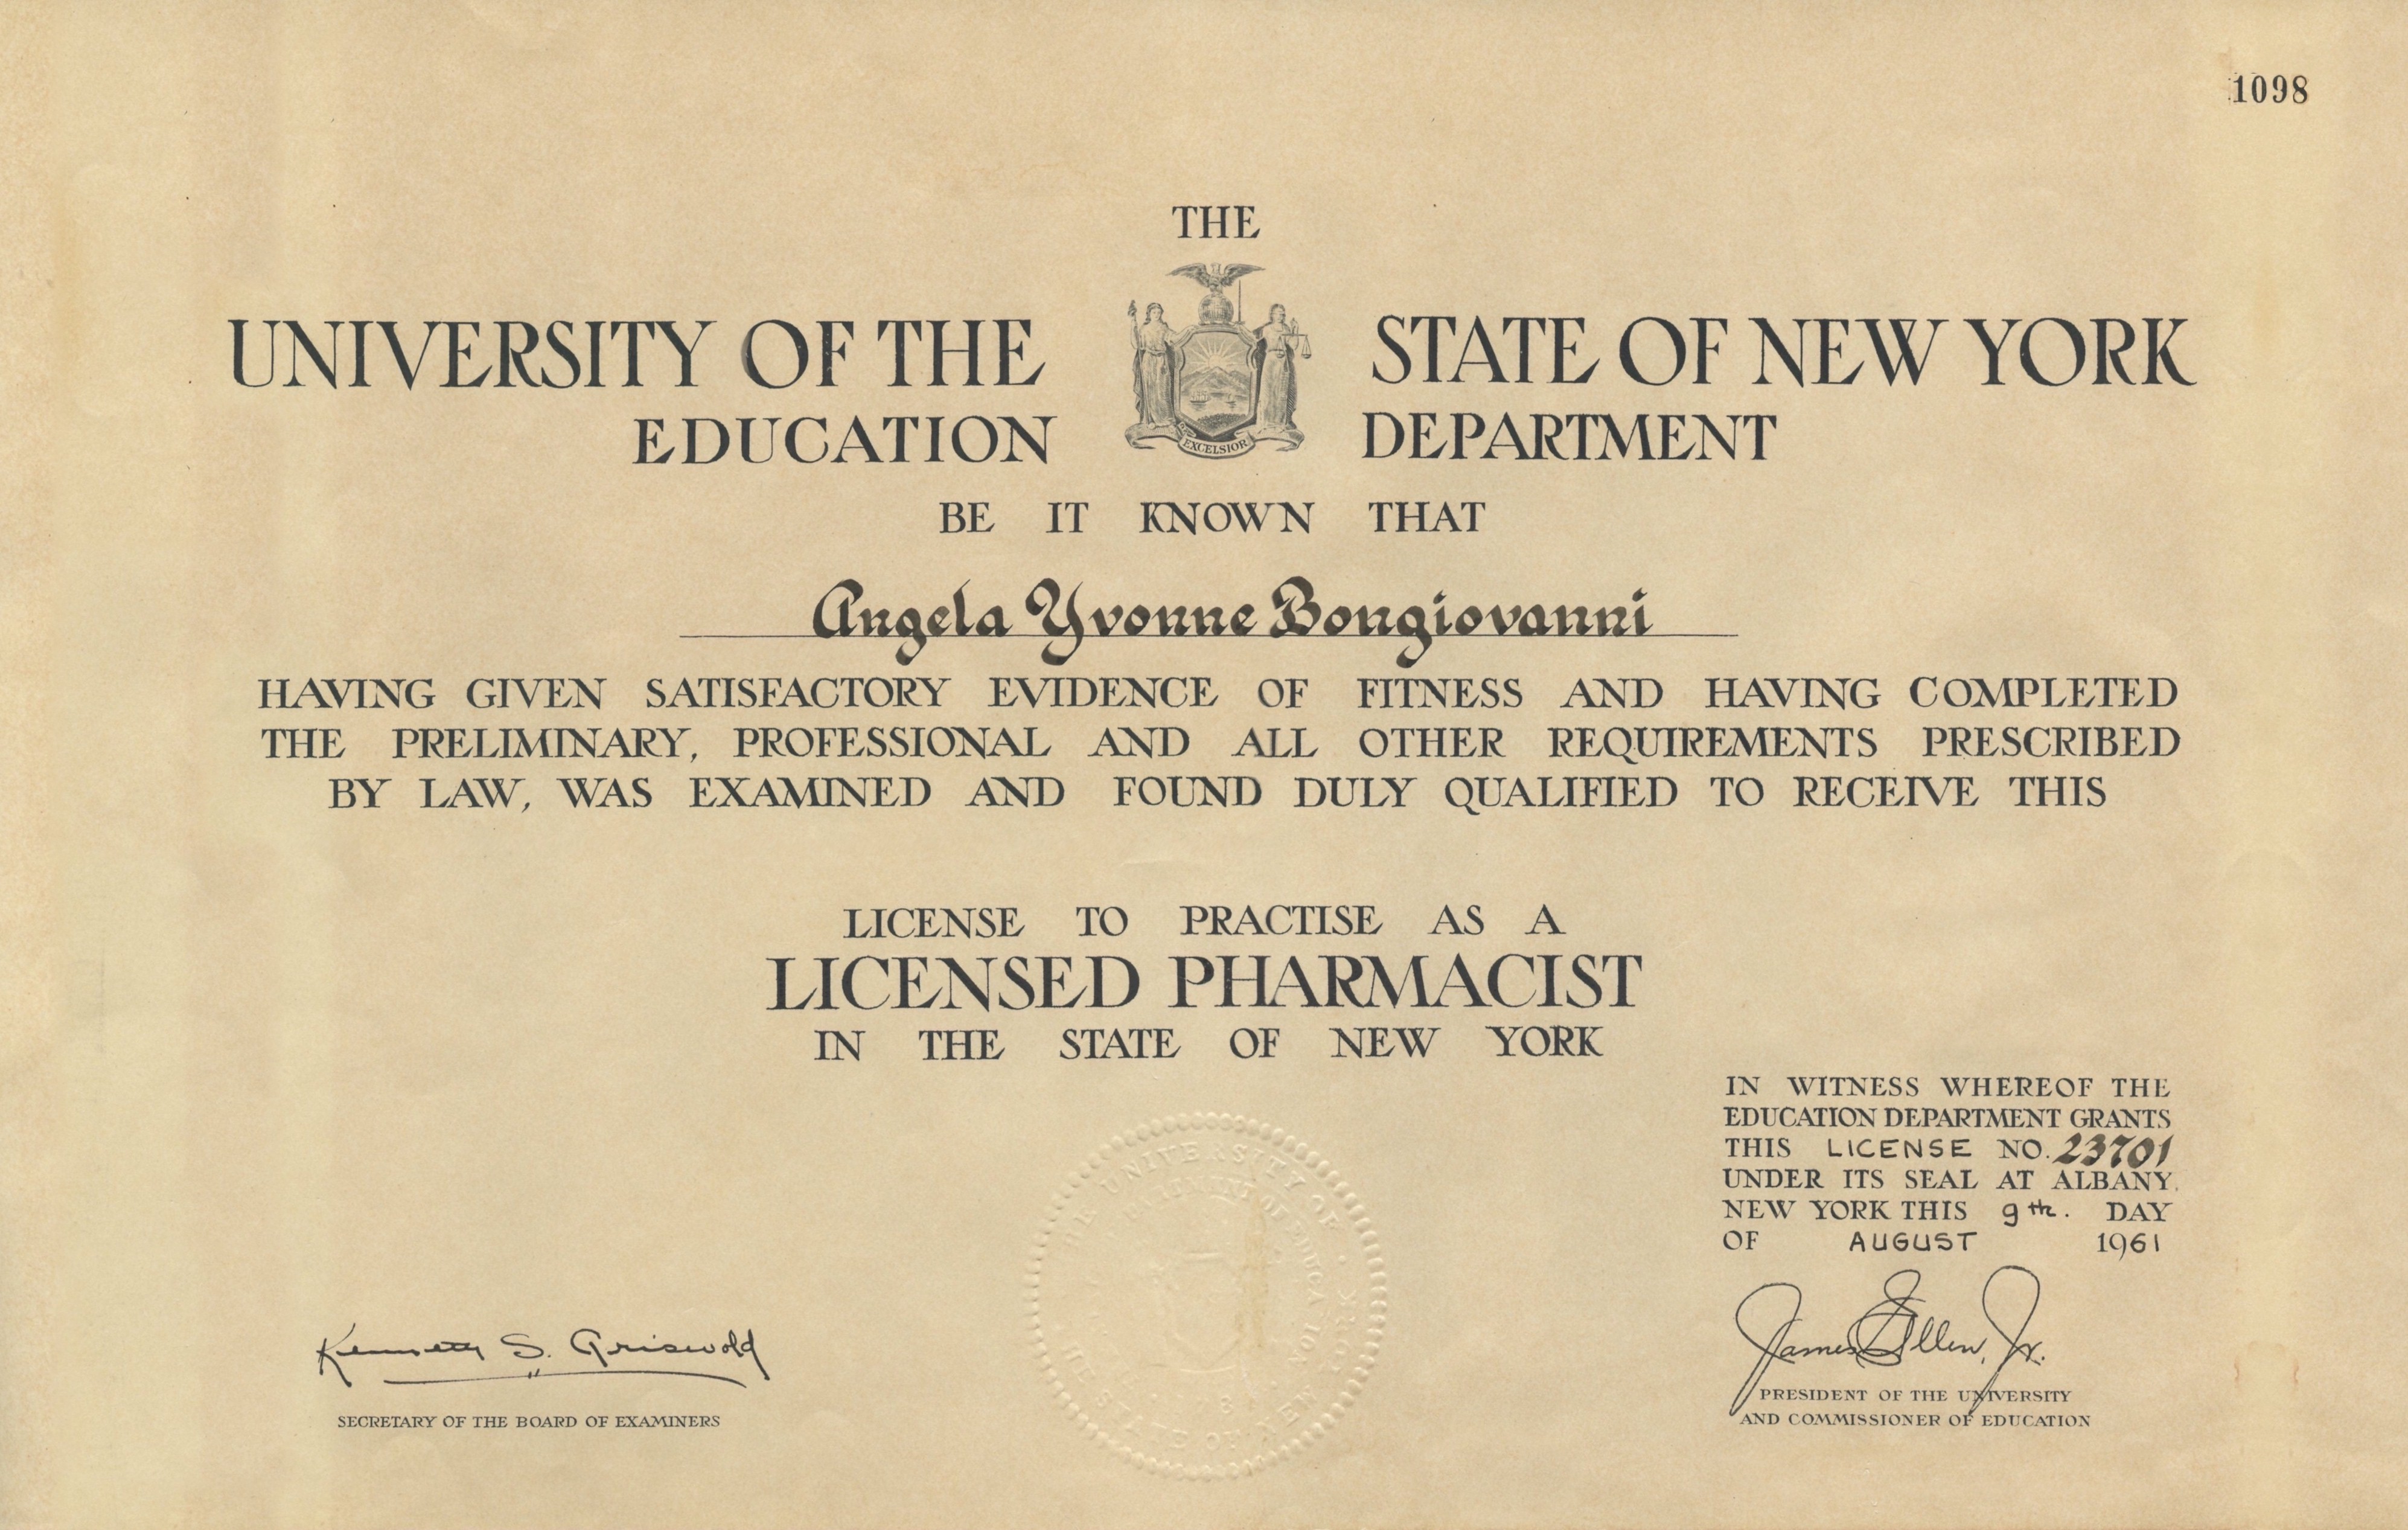 1098
THE
UNIVERSITY OF THE STATE OF NEW YORK
EDUCATION DEPARTMENT
EXCELSIOR
BE IT KNOWN THAT
Angela Yvonne Bongiovanni
HAVING GIVEN SATISFACTORY EVIDENCE OF FITNESS AND HAVING COMPLETED
THE PRELIMINARY, PROFESSIONAL AND ALL OTHER REQUIREMENTS PRESCRIBED
BY LAW, WAS EXAMINED AND FOUND DULY QUALIFIED TO RECEIVE THIS
LICENSE TO PRACTISE AS A
LICENSED PHARMACIST
IN THE STATE OF NEW YORK
IN WITNESS WHEREOF THE
EDUCATION DEPARTMENT GRANTS
THIS LICENSE NO. 23701
UNDER ITS SEAL AT ALBANY,
NEW YORK THIS 9th. DAY
OF AUGUST 1961
UNIVERSITY OF
Kenneth S. Griswold
SECRETARY OF THE BOARD OF EXAMINERS
James E Allen, Jr.
PRESIDENT OF THE UNIVERSITY
AND COMMISSIONER OF EDUCATION